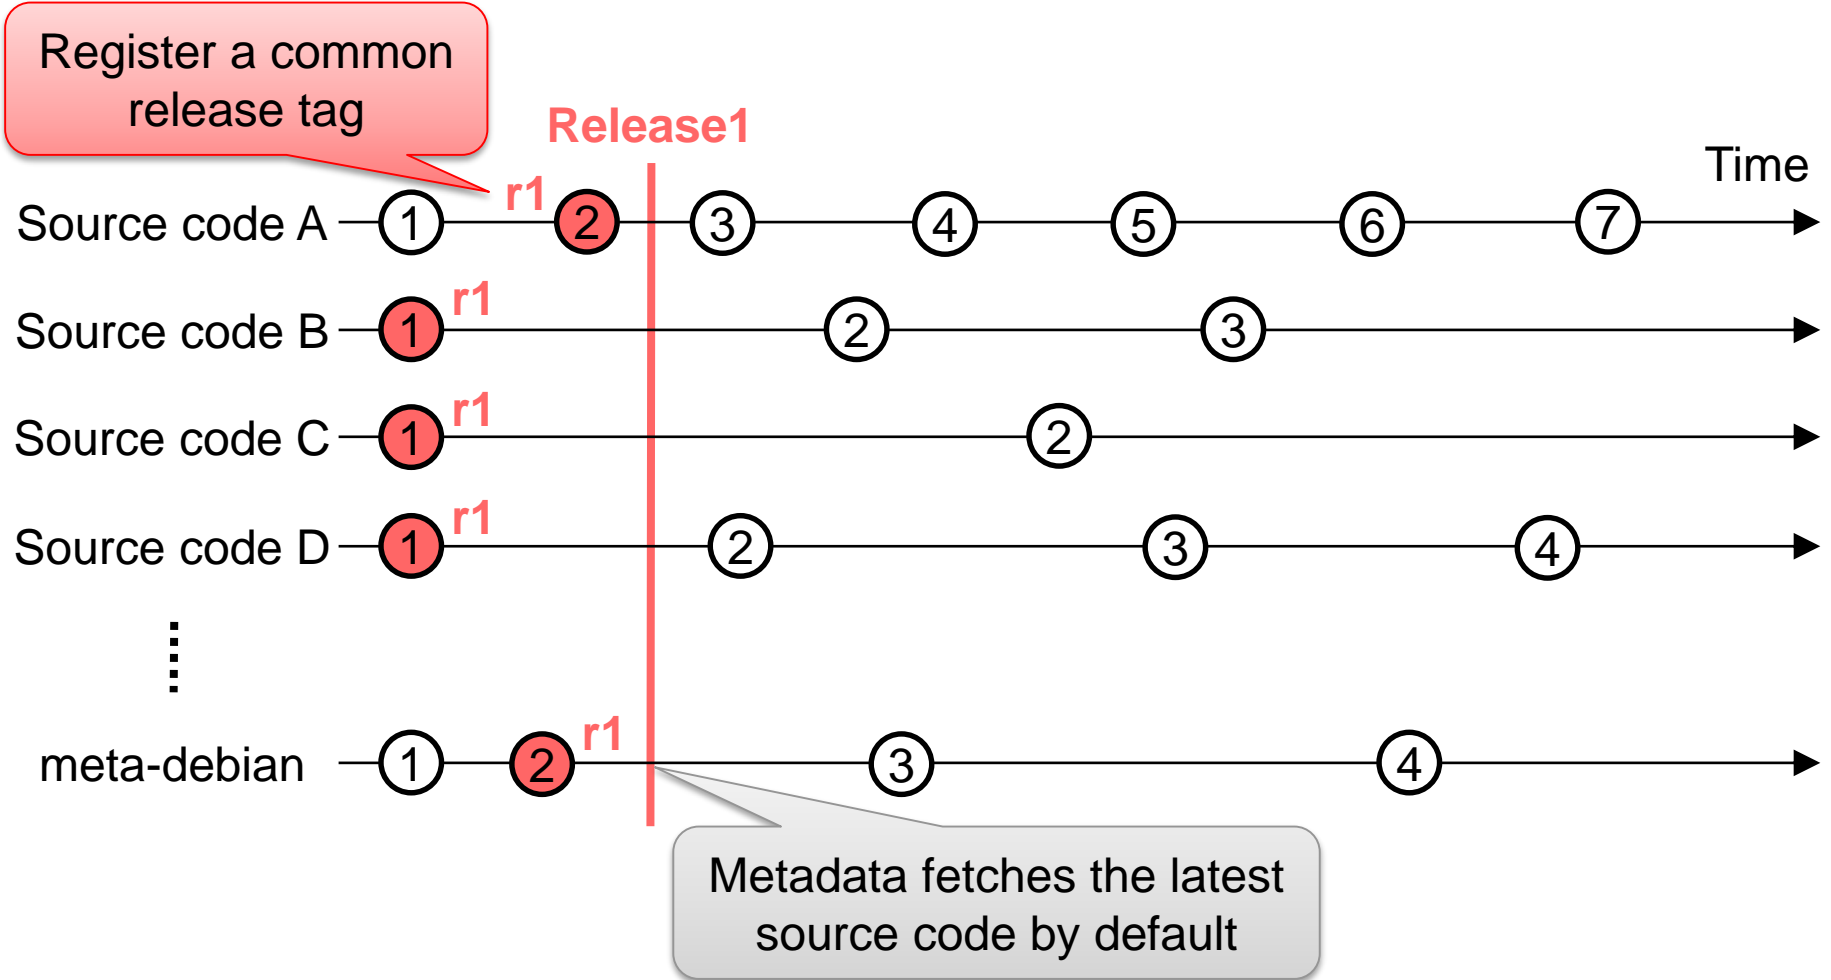 Register a common
release tag
Release1
Time
r1
Source code A 1 2 3 4 5 6 7
r1
Source code B 1 2 3
r1
Source code C 1 2
r1
Source code D 1 2 3 4
r1
meta-debian 1 2 3 4
Metadata fetches the latest
source code by default